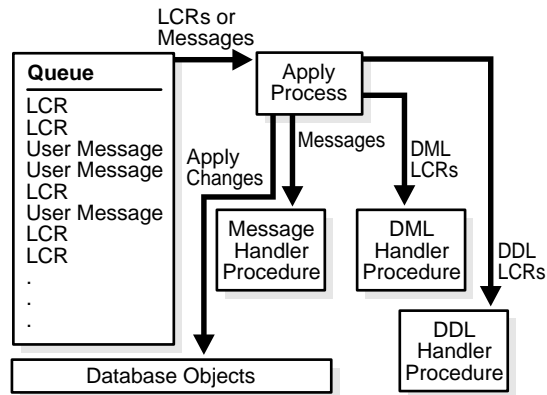 LCRs or
Messages
Queue
LCR
LCR
User Message
User Message
LCR
User Message
LCR
LCR
.
.
.
Apply
Process
Apply
Changes
Messages
DML
LCRs
DDL
LCRs
Message
Handler
Procedure
DML
Handler
Procedure
DDL
Handler
Procedure
Database Objects